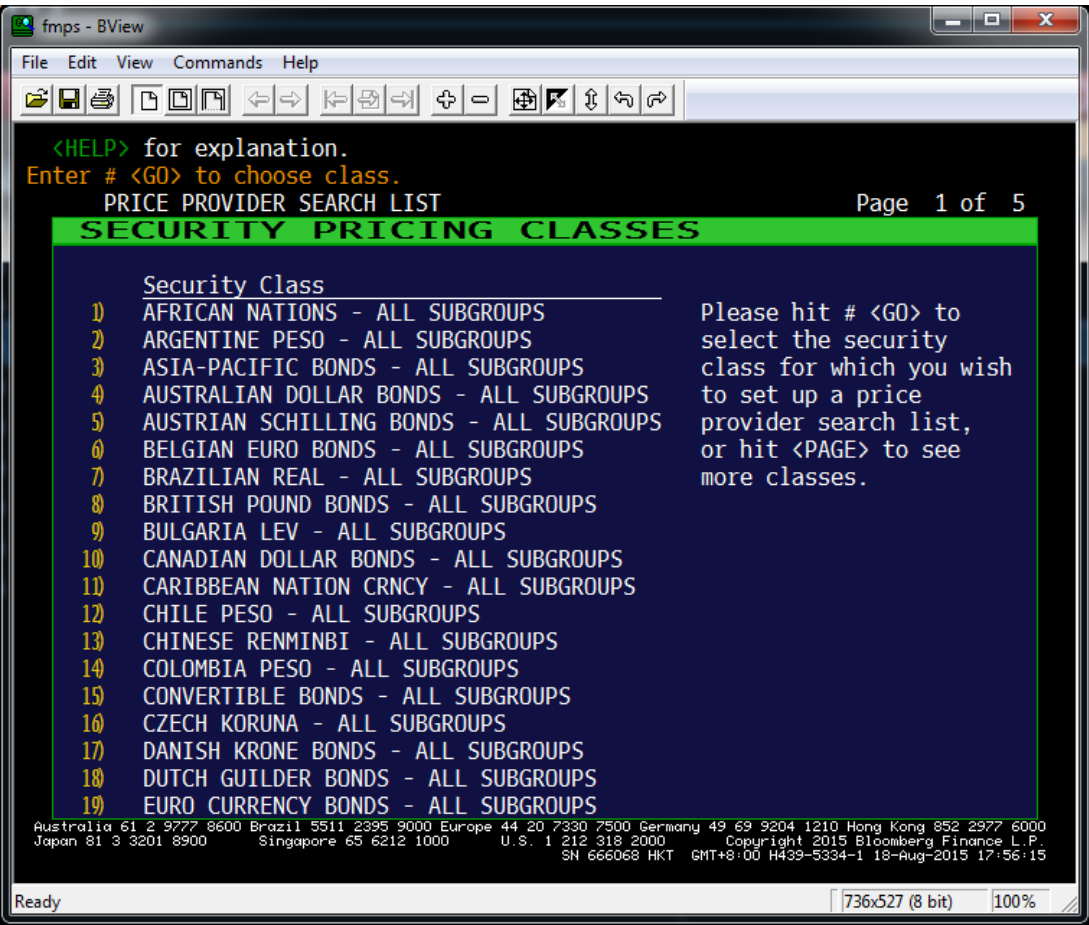 fmps - BView
File Edit View Commands Help
<HELP> for explanation.
Enter # <GO> to choose class.
PRICE PROVIDER SEARCH LIST Page 1 of 5
SECURITY PRICING CLASSES
Security Class
1) AFRICAN NATIONS - ALL SUBGROUPS Please hit # <GO> to
2) ARGENTINE PESO - ALL SUBGROUPS select the security
3) ASIA-PACIFIC BONDS - ALL SUBGROUPS class for which you wish
4) AUSTRALIAN DOLLAR BONDS - ALL SUBGROUPS to set up a price
5) AUSTRIAN SCHILLING BONDS - ALL SUBGROUPS provider search list,
6) BELGIAN EURO BONDS - ALL SUBGROUPS or hit <PAGE> to see
7) BRAZILIAN REAL - ALL SUBGROUPS more classes.
8) BRITISH POUND BONDS - ALL SUBGROUPS
9) BULGARIA LEV - ALL SUBGROUPS
10) CANADIAN DOLLAR BONDS - ALL SUBGROUPS
11) CARIBBEAN NATION CRNCY - ALL SUBGROUPS
12) CHILE PESO - ALL SUBGROUPS
13) CHINESE RENMINBI - ALL SUBGROUPS
14) COLOMBIA PESO - ALL SUBGROUPS
15) CONVERTIBLE BONDS - ALL SUBGROUPS
16) CZECH KORUNA - ALL SUBGROUPS
17) DANISH KRONE BONDS - ALL SUBGROUPS
18) DUTCH GUILDER BONDS - ALL SUBGROUPS
19) EURO CURRENCY BONDS - ALL SUBGROUPS
Australia 61 2 9777 8600 Brazil 5511 2395 9000 Europe 44 20 7330 7500 Germany 49 69 9204 1210 Hong Kong 852 2977 6000
Japan 81 3 3201 8900 Singapore 65 6212 1000 U.S. 1 212 318 2000 Copyright 2015 Bloomberg Finance L.P.
SN 666068 HKT GMT+8:00 H439-5334-1 18-Aug-2015 17:56:15
Ready 736x527 (8 bit) 100%